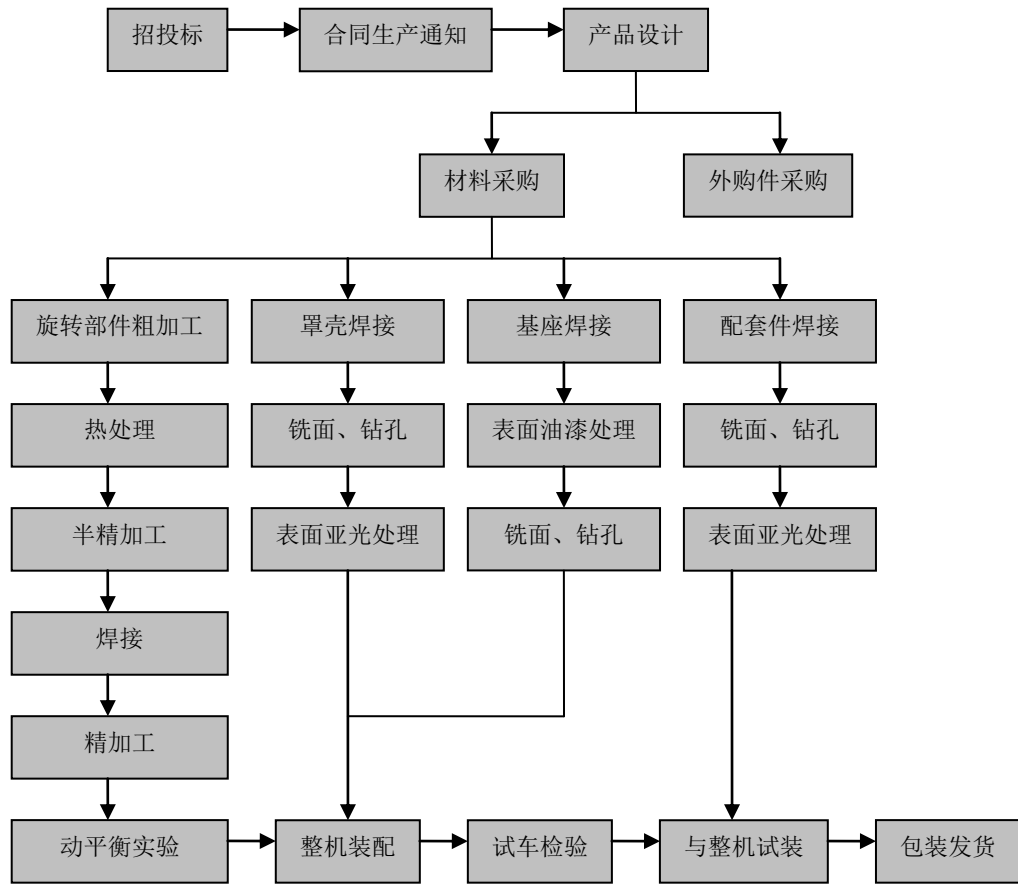 招投标
合同生产通知
产品设计
材料采购
外购件采购
旋转部件粗加工
罩壳焊接
基座焊接
配套件焊接
热处理
铣面、钻孔
表面油漆处理
铣面、钻孔
半精加工
表面亚光处理
铣面、钻孔
表面亚光处理
焊接
精加工
动平衡实验
整机装配
试车检验
与整机试装
包装发货